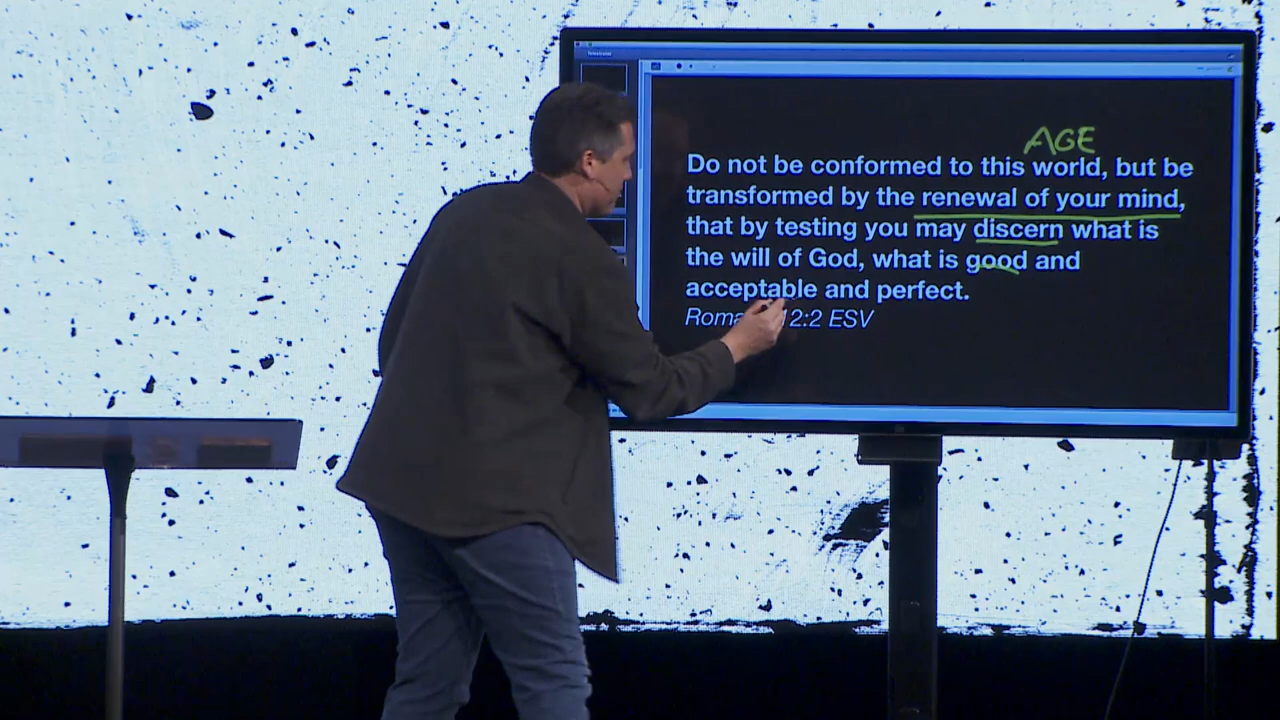 AGE
Do not be conformed to this world, but be
transformed by the renewal of your mind,
that by testing you may discern what is
the will of God, what is good and
acceptable and perfect.
12:2 ESV